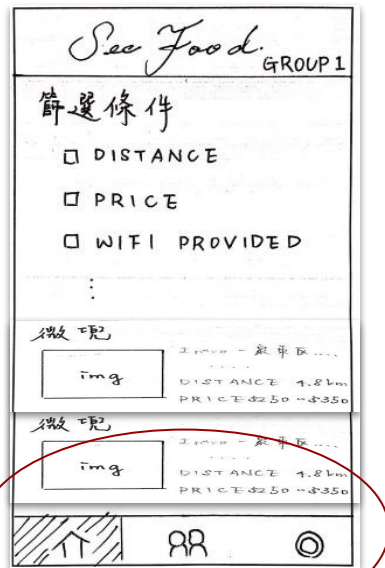 See Food.
GROUP 1
篩選條件
□ DISTANCE
□ PRICE
□ WIFI PROVIDED
⋮
微兜
img
DISTANCE 4.8km
PRICE $250~$350
微兜
img
DISTANCE 4.8km
PRICE $250~$350